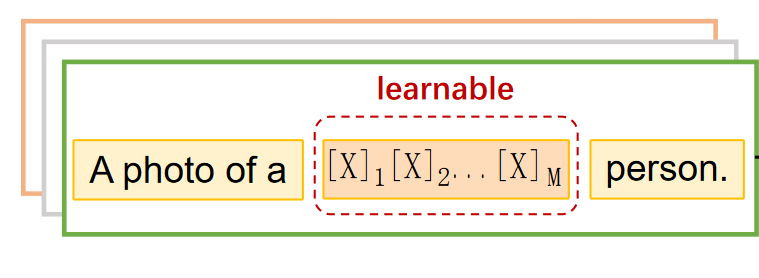 learnable
A photo of a [X]₁[X]₂...[X]ₘ person.